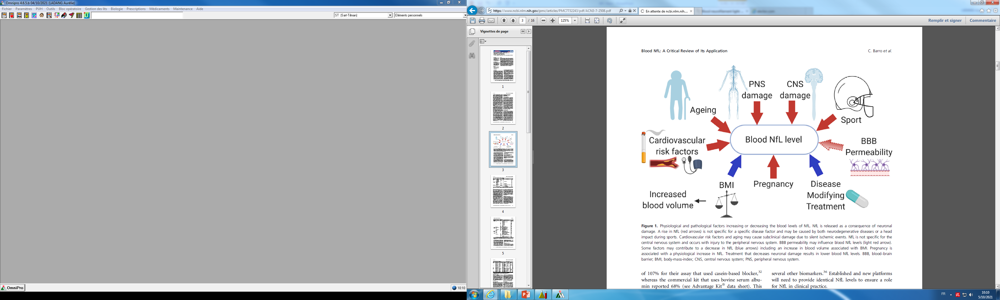 Omnipro 4.6.5.b 04/10/2021 (LADANG Aurélie)
Fichier Paramètres PUH Outils Bloc opératoire Gestion des lits Biologie Prescriptions Médicaments Maintenance Aide
ST (Sart-Tilman)
Eléments personnels
OmniPro
10:10
https://www.ncbi.nlm.nih.gov/pmc/articles/PMC7732243/pdf/ACN3-7-2508.pdf
En attente de ncbi.nlm.nih....
3 / 16
125%
Remplir et signer
Commentaire
Vignettes de page
1
2
3
4
5
Blood NfL: A Critical Review of Its Application
C. Barro et al.
PNS
damage
CNS
damage
Ageing
Sport
Cardiovascular
risk factors
Blood NfL level
BBB
Permeability
BMI
Pregnancy
Disease
Modifying
Treatment
Increased
blood volume
Figure 1. Physiological and pathological factors increasing or decreasing the blood levels of NfL. NfL is released as a consequence of neuronal
damage. A rise in NfL (red arrows) is not specific for a specific disease factor and may be caused by both neurodegenerative diseases or a head
impact during sports. Cardiovascular risk factors and aging may cause subclinical damage due to silent ischemic events. NfL is not specific for the
central nervous system and occurs with injury to the peripheral nervous system. BBB permeability may influence blood NfL levels (light red arrow).
Some factors may contribute to a decrease in NfL (blue arrows) including an increase in blood volume associated with BMI. Pregnancy is
associated with a physiological increase in NfL. Treatment that decreases neuronal damage results in lower blood NfL levels. BBB, blood–brain
barrier; BMI, body-mass-index; CNS, central nervous system; PNS, peripheral nervous system.
of 107% for their assay that used casein-based blocker,32
whereas the commercial kit that uses bovine serum albu-
min reported 68% (see Advantage Kit® data sheet). This
several other biomarkers.36 Established and new platforms
will need to provide identical NfL levels to ensure a role
for NfL in clinical practice.
FR
10:10
5/10/2021